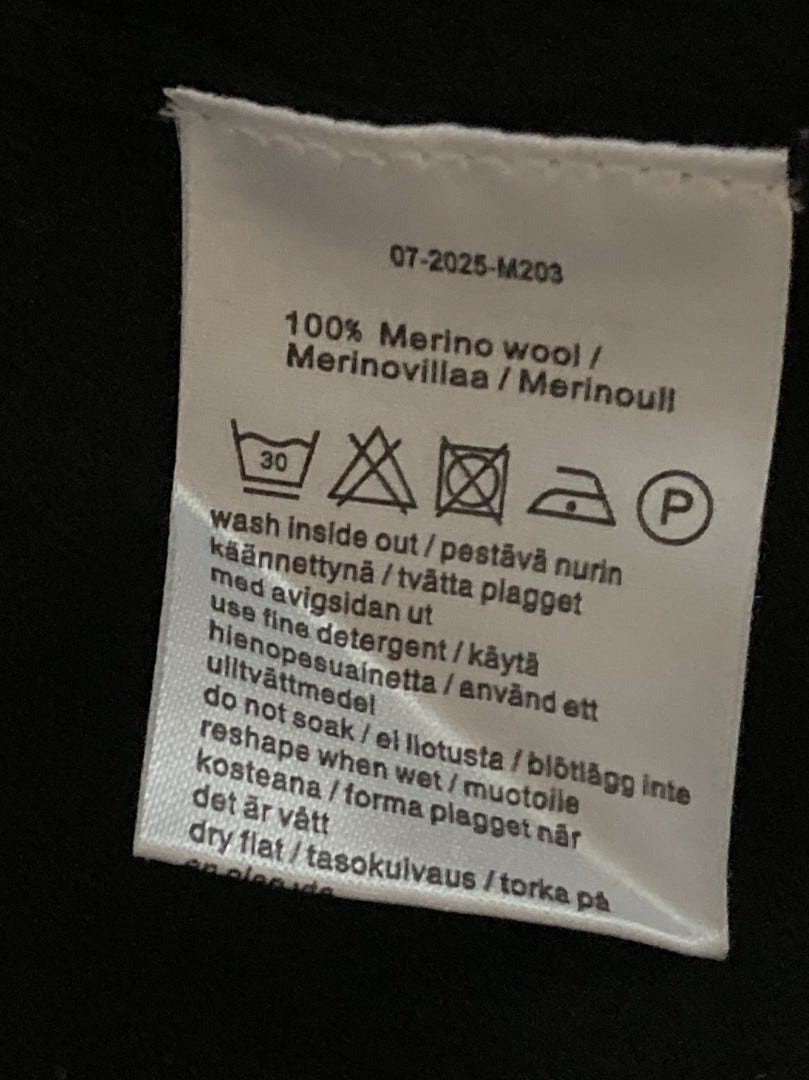 07-2025-M203
100% Merino wool /
Merinovillaa / Merinoull
30
P
wash inside out / pestävä nurin
käännettynä / tvätta plagget
med avigsidan ut
use fine detergent / käytä
hienopesuainetta / använd ett
ulltvättmedel
do not soak / ei liotusta / blötlägg inte
reshape when wet / muotoile
kosteana / forma plagget när
det är vått
dry flat / tasokuivaus / torka på